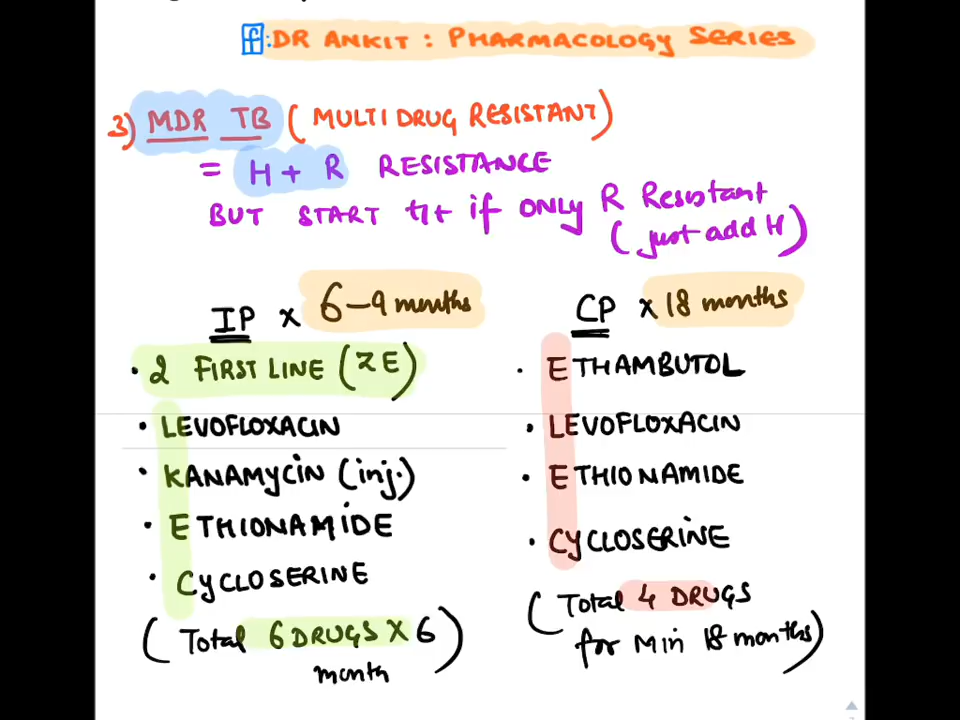 f: DR ANKIT : PHARMACOLOGY SERIES
3) MDR TB (MULTIDRUG RESISTANT)
= H + R RESISTANCE
BUT START t/t if ONLY R Resistant
(just add H)
IP x 6-9 months
• 2 FIRST LINE (ZE)
• LEVOFLOXACIN
• KANAMYCIN (inj.)
• ETHIONAMIDE
• CYCLOSERINE
(Total 6 DRUGS X 6
month)
CP x 18 months
• ETHAMBUTOL
• LEVOFLOXACIN
• ETHIONAMIDE
• CYCLOSERINE
(Total 4 DRUGS
for Min 18 months)